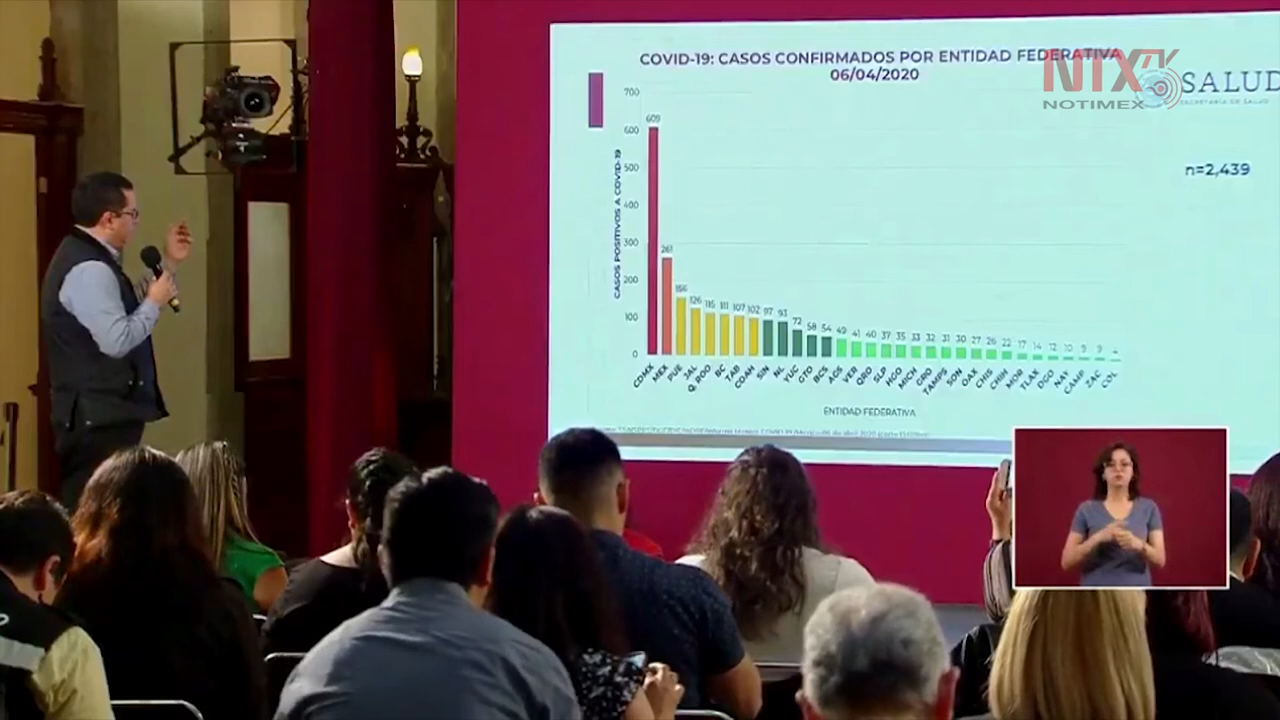 COVID-19: CASOS CONFIRMADOS POR ENTIDAD FEDERATIVA
06/04/2020
NTX
NOTIMEX
SALUD
SECRETARÍA DE SALUD
n=2,439
CASOS POSITIVOS A COVID-19
700
600
500
400
300
200
100
0
609 261 156 126 115 111 107 102 97 93 72 58 54 49 41 40 37 35 33 32 31 30 27 26 22 17 14 12 10 9 9 4
CDMX MEX PUE JAL Q. ROO BC TAB COAH SIN NL YUC GTO BCS AGS VER QRO SLP HGO MICH GRO TAMPS SON OAX CHIS CHIH MOR TLAX DGO NAY CAMP ZAC COL
ENTIDAD FEDERATIVA